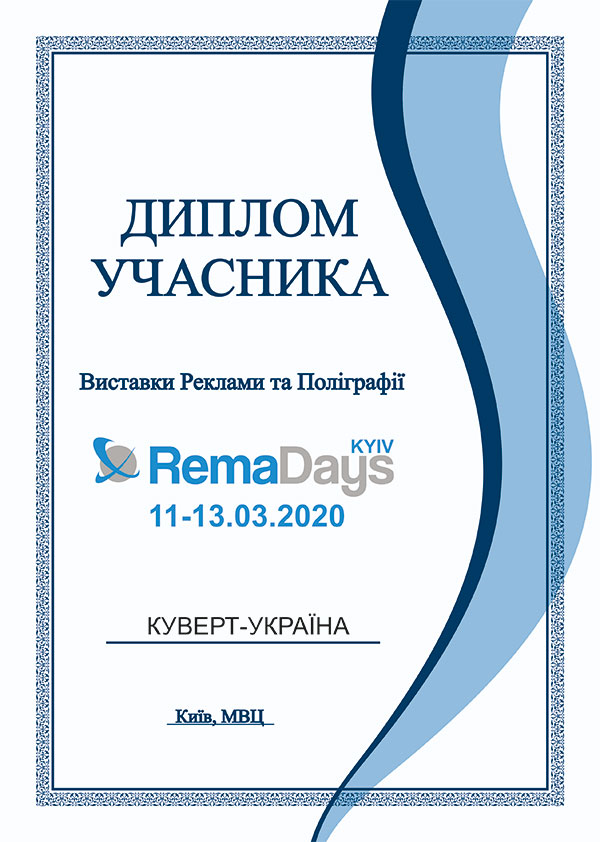 ДИПЛОМ
УЧАСНИКА
Виставки Реклами та Поліграфії
KYIV
RemaDays
11-13.03.2020
КУВЕРТ-УКРАЇНА
Київ, МВЦ